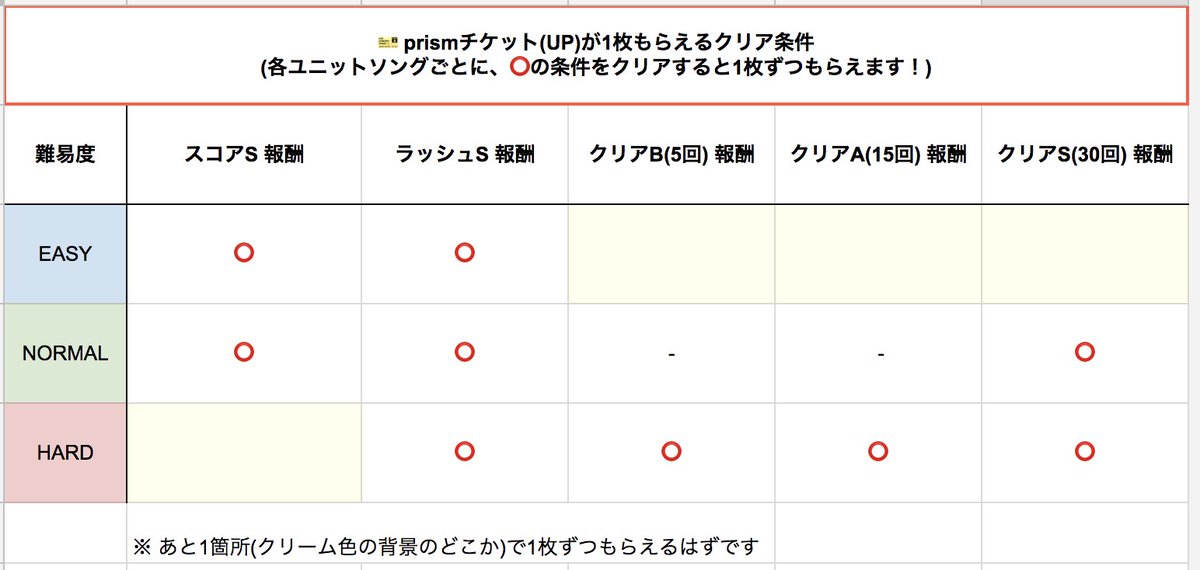 prismチケット(UP)が1枚もらえるクリア条件
(各ユニットソングごとに、⭕の条件をクリアすると1枚ずつもらえます！)
難易度 スコアS 報酬 ラッシュS 報酬 クリアB(5回) 報酬 クリアA(15回) 報酬 クリアS(30回) 報酬
EASY ⭕ ⭕
NORMAL ⭕ ⭕ - - ⭕
HARD ⭕ ⭕ ⭕ ⭕
※ あと1箇所(クリーム色の背景のどこか)で1枚ずつもらえるはずです